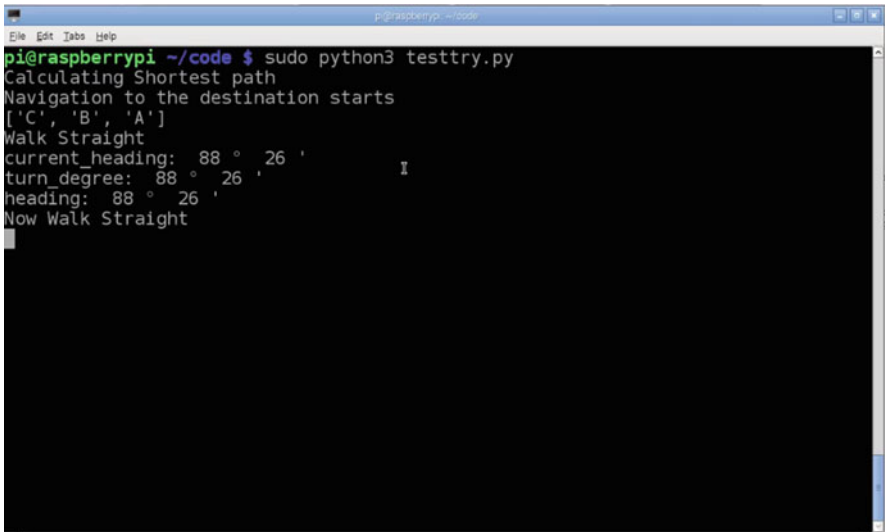 pi@raspberrypi: ~/code
File Edit Tabs Help
pi@raspberrypi ~/code $ sudo python3 testtry.py
Calculating Shortest path
Navigation to the destination starts
['C', 'B', 'A']
Walk Straight
current_heading:  88 °  26 '
turn_degree:  88 °  26 '
heading:  88 °  26 '
Now Walk Straight